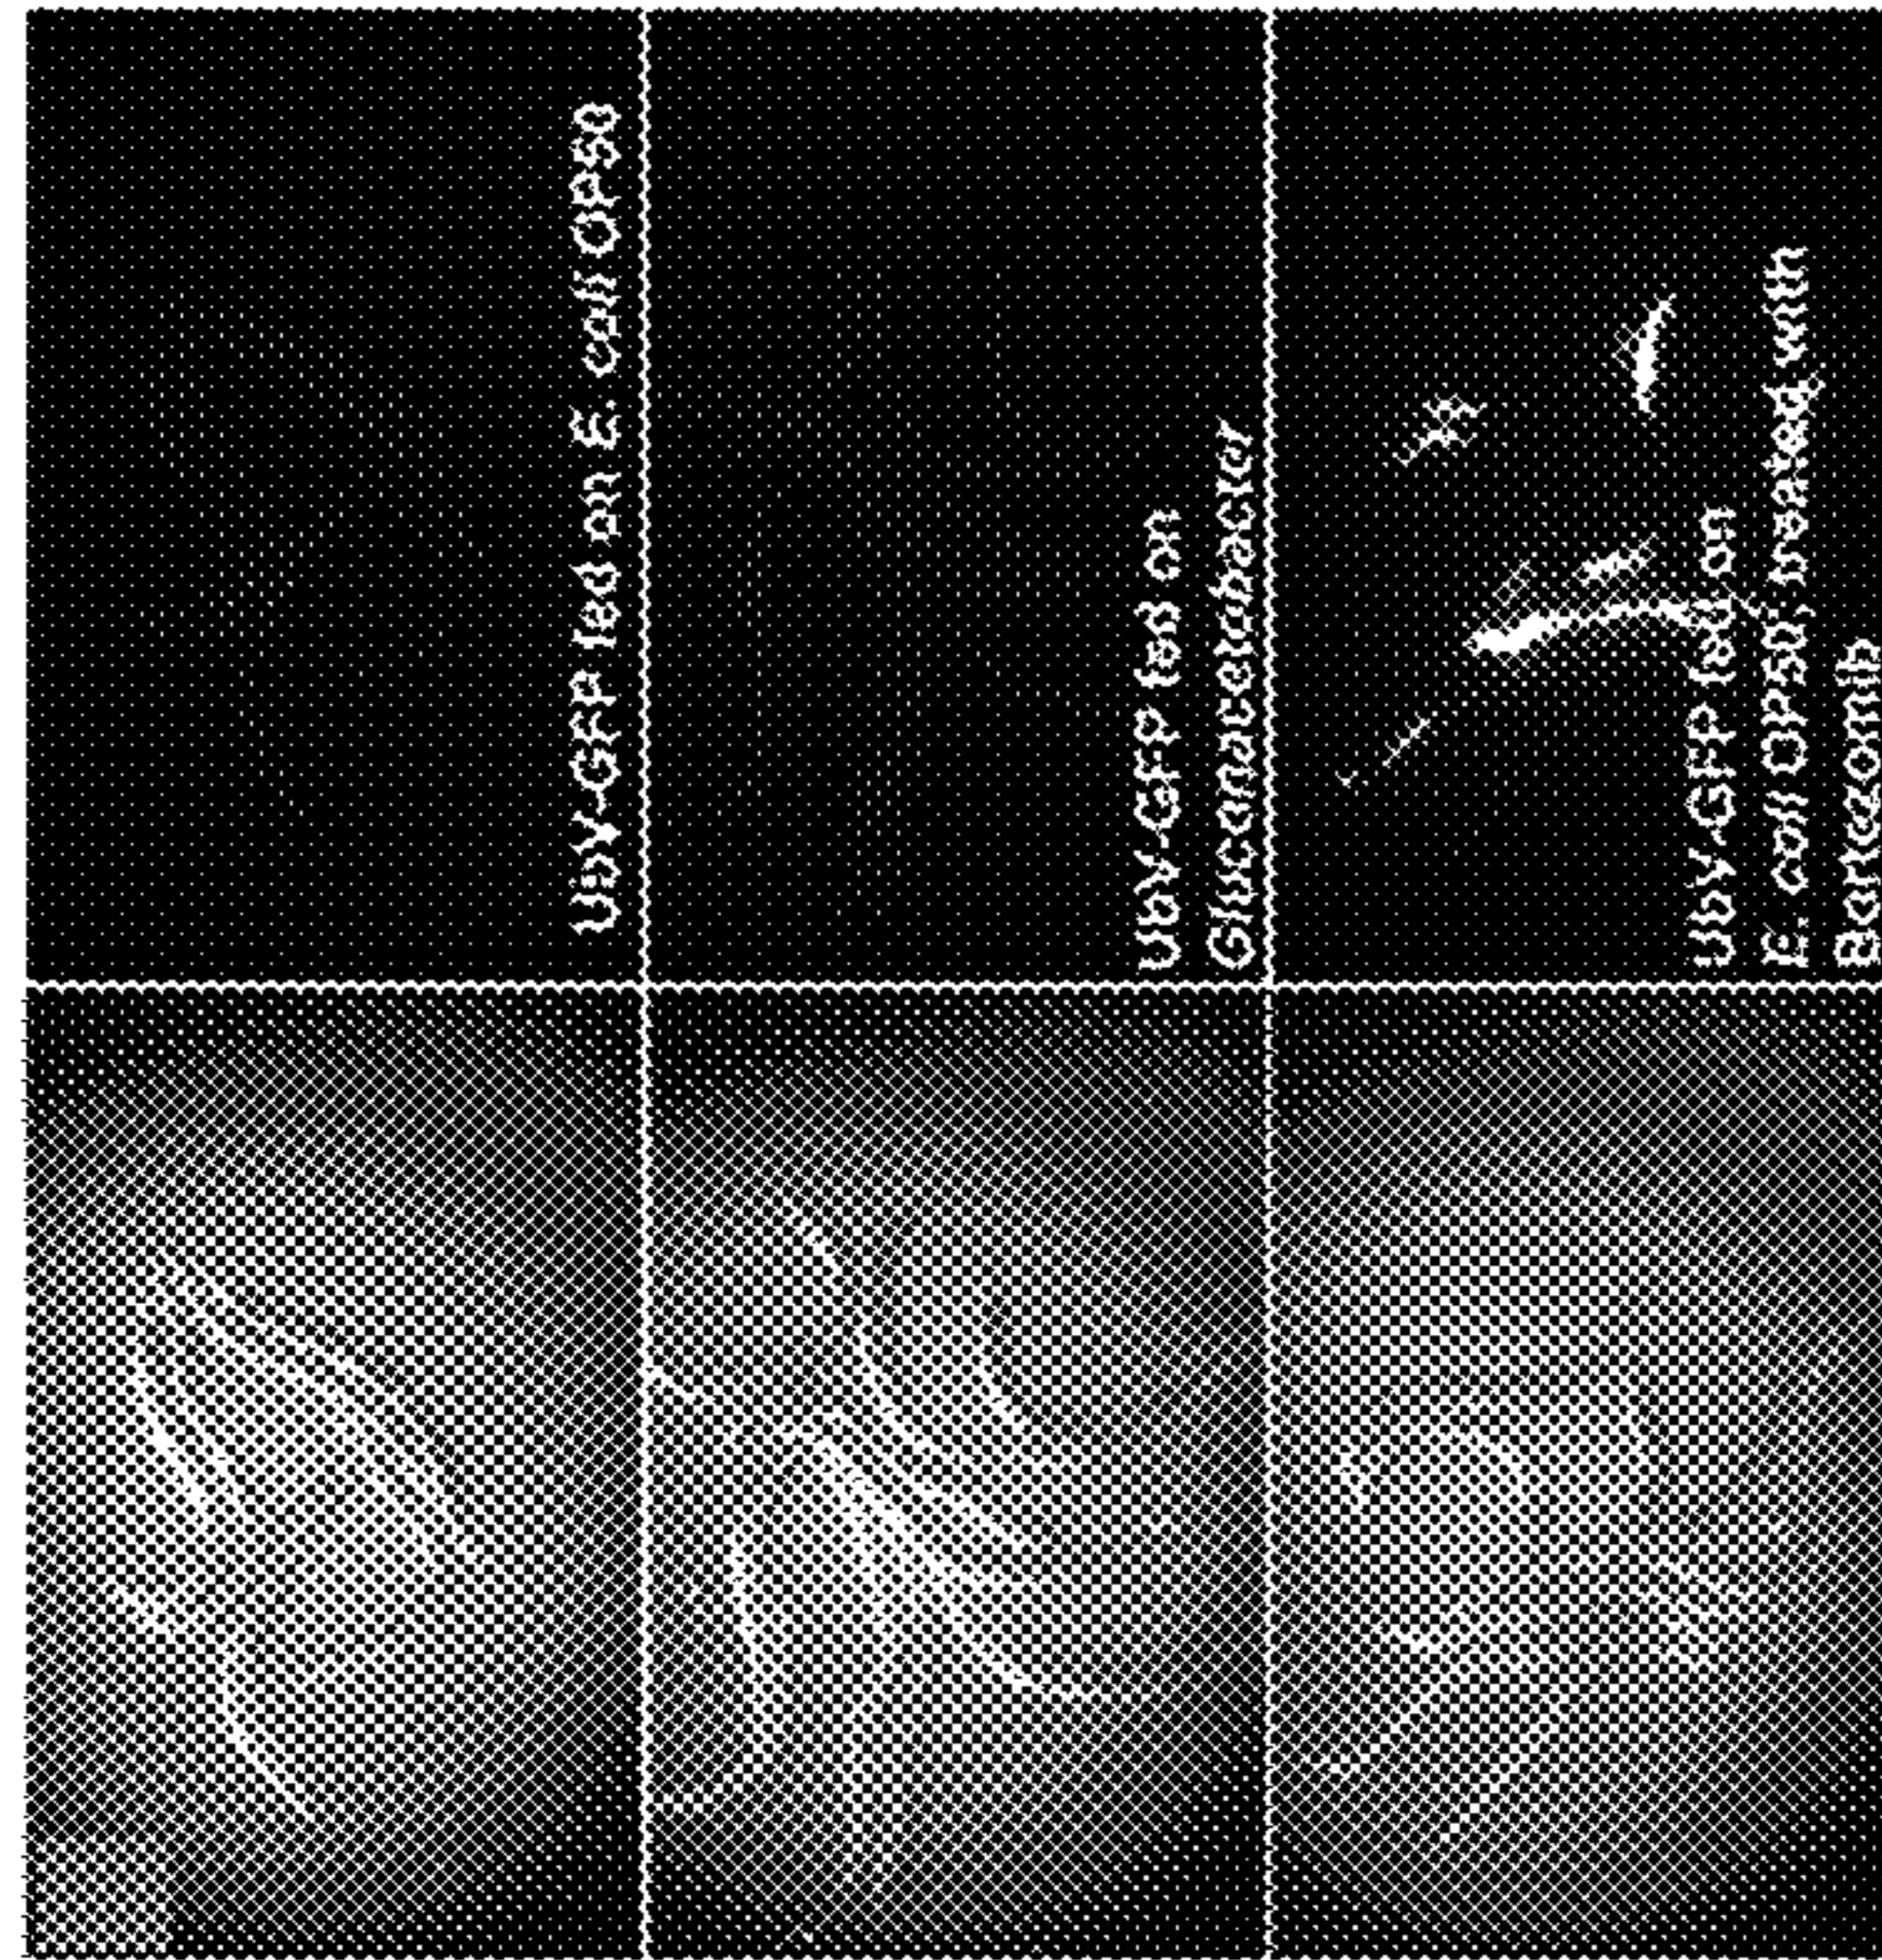 UbV-GFP fed on E. coli OP50
UbV-GFP fed on
Gluconacetobacter
UbV-GFP fed on
E. coli OP50, treated with
Bortezomib